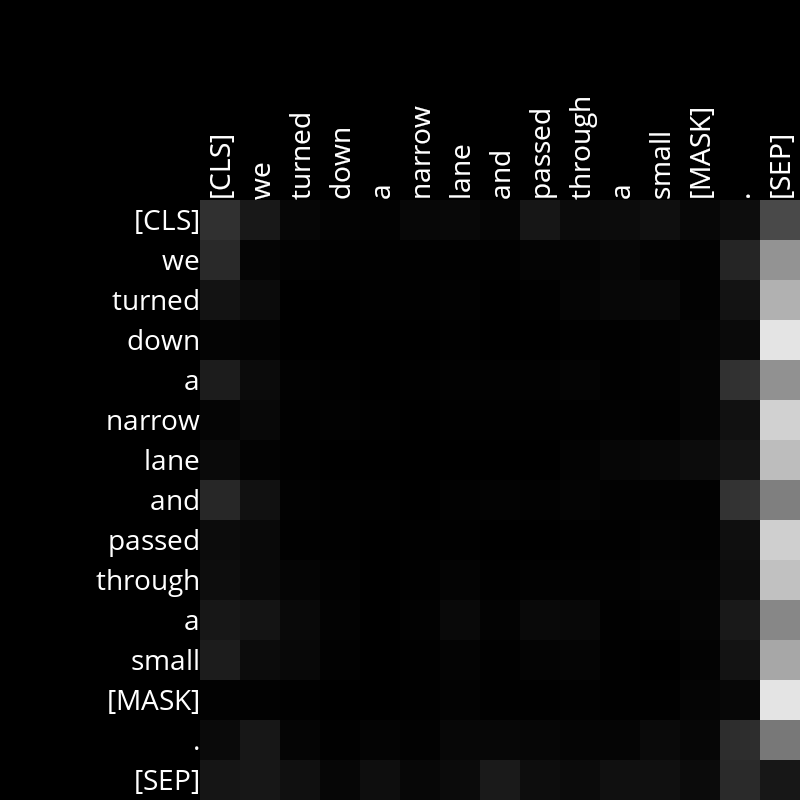 [CLS] we turned down a narrow lane and passed through a small [MASK] . [SEP]
[CLS]
we
turned
down
a
narrow
lane
and
passed
through
a
small
[MASK]
.
[SEP]